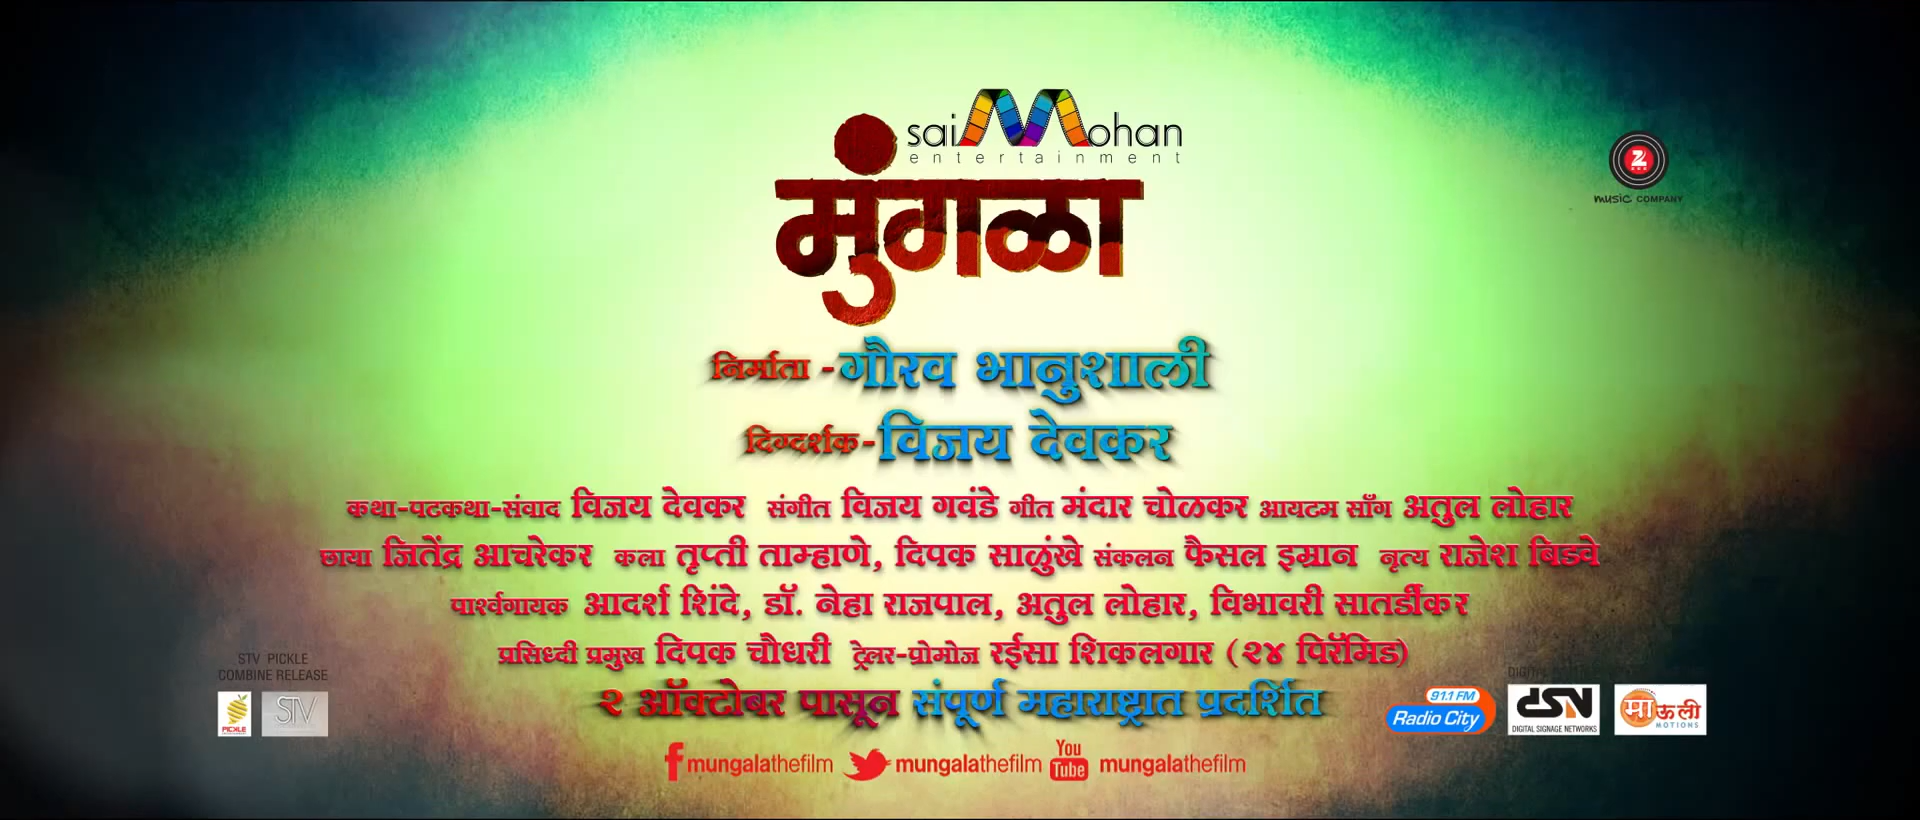 sai Mohan
entertainment
मुंगळा
Z
music COMPANY
निर्माता - गौरव भानुशाली
दिग्दर्शक- विजय देवकर
कथा-पटकथा-संवाद विजय देवकर संगीत विजय गवंडे गीत मंदार चोळकर आयटम साँग अतुल लोहार
छाया जितेंद्र आचरेकर कला तृप्ती ताम्हाणे, दिपक साळुंखे संकलन फैसल इम्रान नृत्य राजेश बिडवे
पार्श्वगायक आदर्श शिंदे, डॉ. नेहा राजपाल, अतुल लोहार, विभावरी सातर्डीकर
प्रसिध्दी प्रमुख दिपक चौधरी ट्रेलर-प्रोमोज रईसा शिकलगार (२४ पिरॅमिड)
२ ऑक्टोबर पासून संपूर्ण महाराष्ट्रात प्रदर्शित
mungalathefilm mungalathefilm You Tube mungalathefilm
STV PICKLE
COMBINE RELEASE
PICKLE
STV
91.1 FM
Radio City
dSN
DIGITAL SIGNAGE NETWORKS
माऊली
MOTIONS